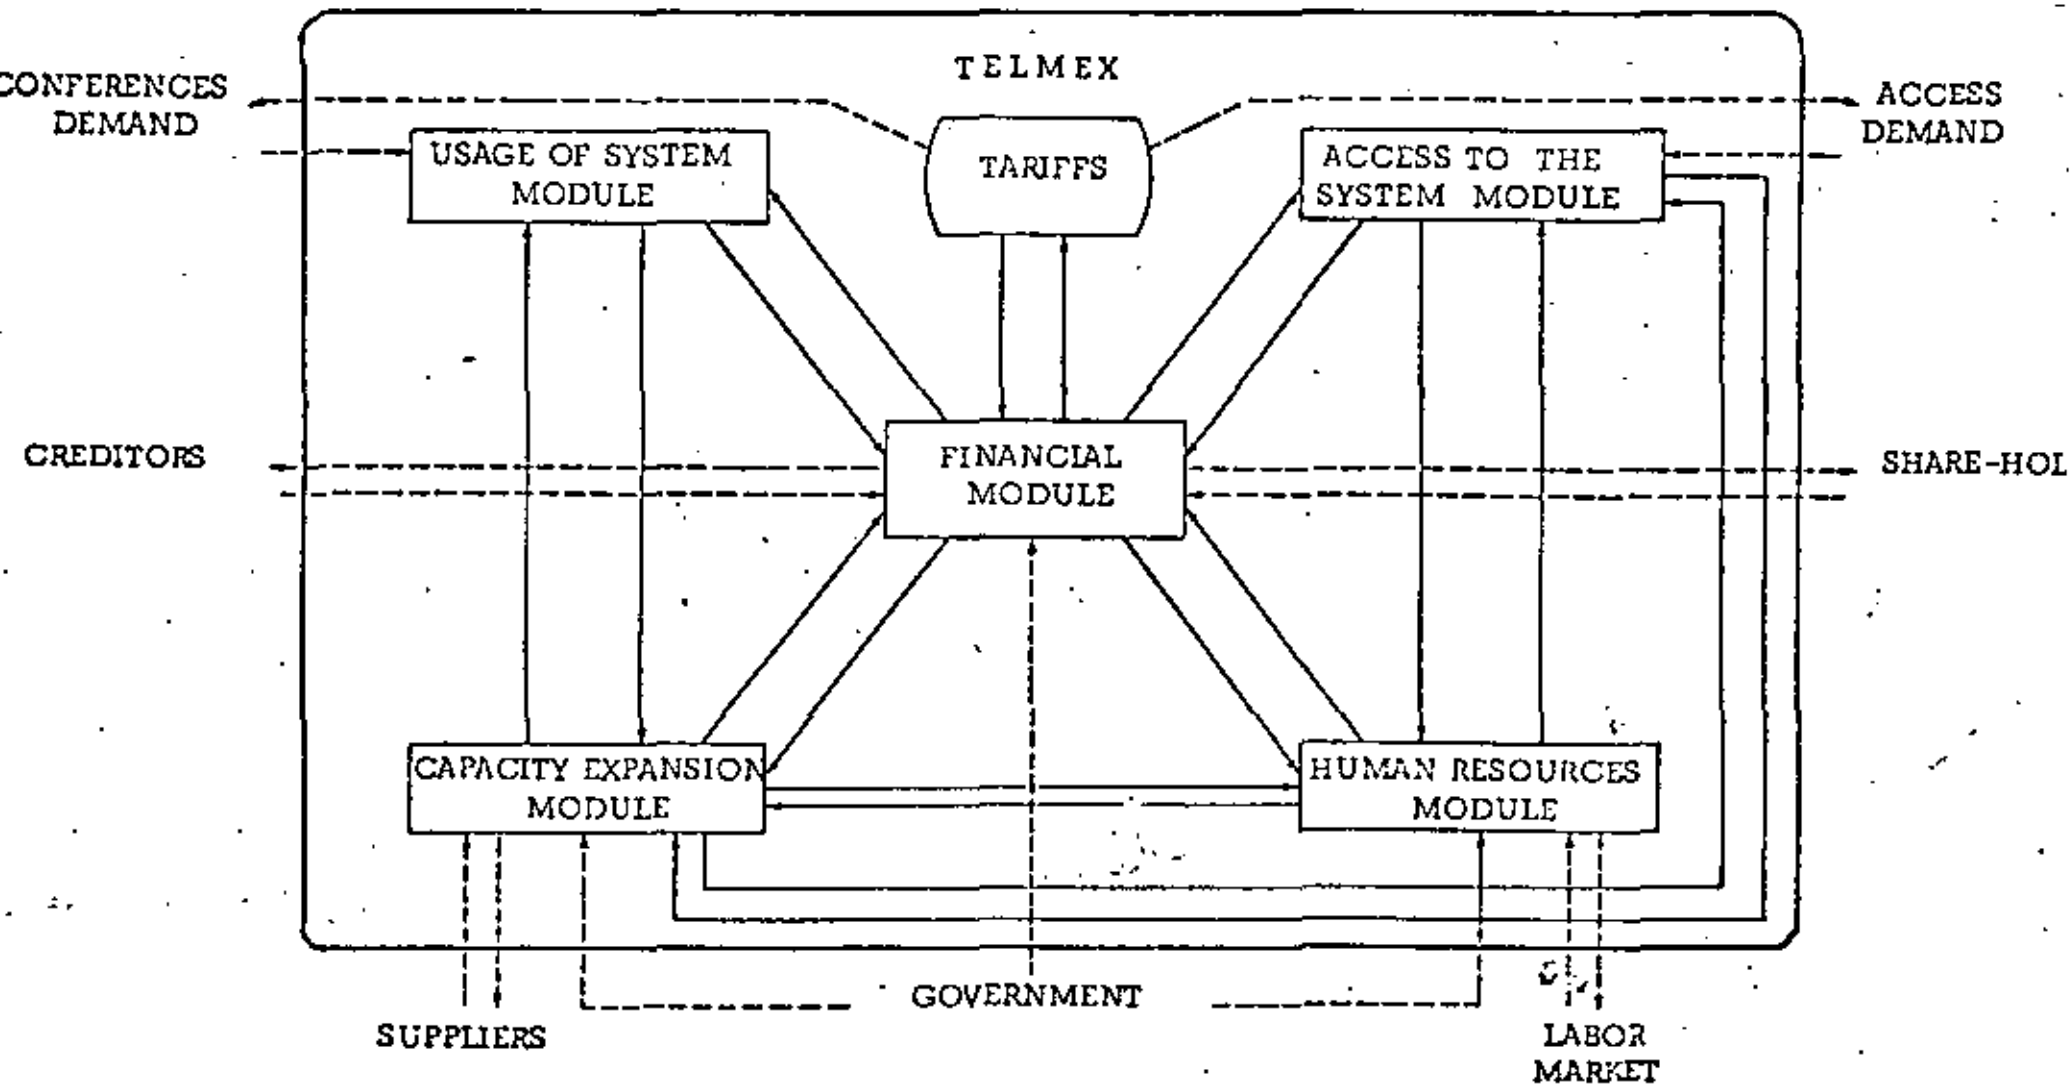 TELMEX
CONFERENCES
DEMAND
ACCESS
DEMAND
USAGE OF SYSTEM
MODULE
TARIFFS
ACCESS TO THE
SYSTEM MODULE
CREDITORS
FINANCIAL
MODULE
SHARE-HOL
CAPACITY EXPANSION
MODULE
HUMAN RESOURCES
MODULE
GOVERNMENT
SUPPLIERS
LABOR
MARKET